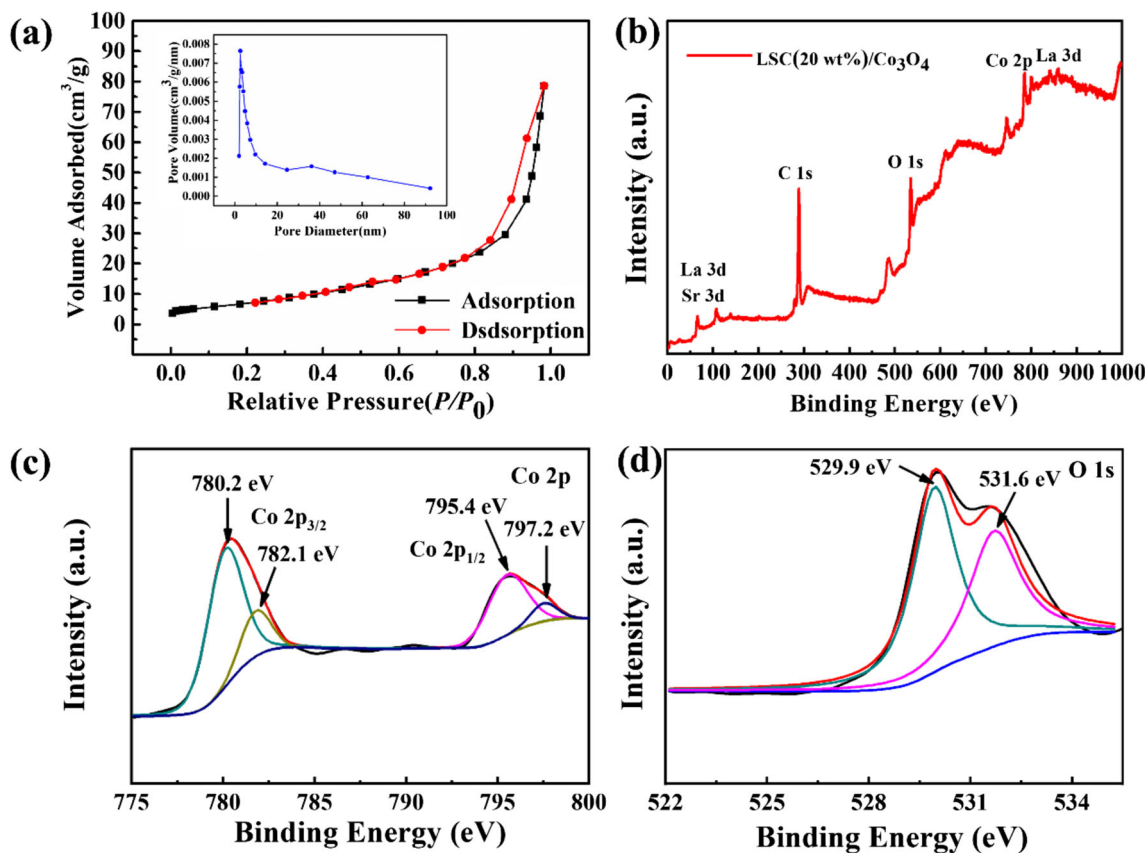 (a)
100
90
80
70
60
50
40
30
20
10
0
Volume Adsorbed(cm³/g)
0.008
0.007
0.006
0.005
0.004
0.003
0.002
0.001
0.000
Pore Volume(cm³/g/nm)
0 20 40 60 80 100
Pore Diameter(nm)
Adsorption
Dsdsorption
0.0 0.2 0.4 0.6 0.8 1.0
Relative Pressure(P/P₀)
(b)
LSC(20 wt%)/Co₃O₄
Co 2p La 3d
C 1s
O 1s
La 3d
Sr 3d
Intensity (a.u.)
0 100 200 300 400 500 600 700 800 900 1000
Binding Energy (eV)
(c)
780.2 eV
Co 2p₃/₂
782.1 eV
Co 2p
795.4 eV
797.2 eV
Co 2p₁/₂
Intensity (a.u.)
775 780 785 790 795 800
Binding Energy (eV)
(d)
529.9 eV
O 1s
531.6 eV
Intensity (a.u.)
522 525 528 531 534
Binding Energy (eV)